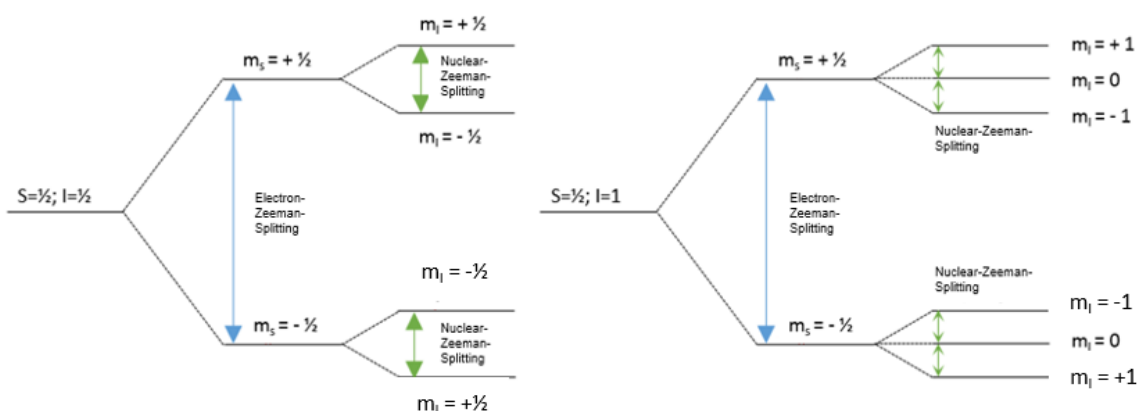 mI = + ½
mS = + ½
Nuclear-
Zeeman-
Splitting
mI = - ½
S=½; I=½
Electron-
Zeeman-
Splitting
mI = -½
mS = - ½
Nuclear-
Zeeman-
Splitting
mI = +½
mI = + 1
mS = + ½
mI = 0
mI = - 1
Nuclear-Zeeman-
Splitting
S=½; I=1
Electron-
Zeeman-
Splitting
Nuclear-Zeeman-
Splitting
mI = -1
mS = - ½
mI = 0
mI = +1